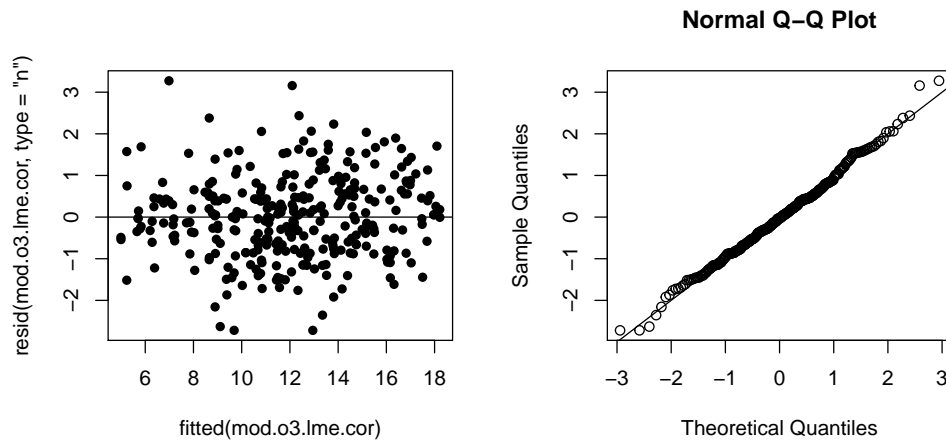 resid(mod.o3.lme.cor, type = "n")
3
2
1
0
−1
−2
6 8 10 12 14 16 18
fitted(mod.o3.lme.cor)
Normal Q−Q Plot
Sample Quantiles
3
2
1
0
−1
−2
−3 −2 −1 0 1 2 3
Theoretical Quantiles